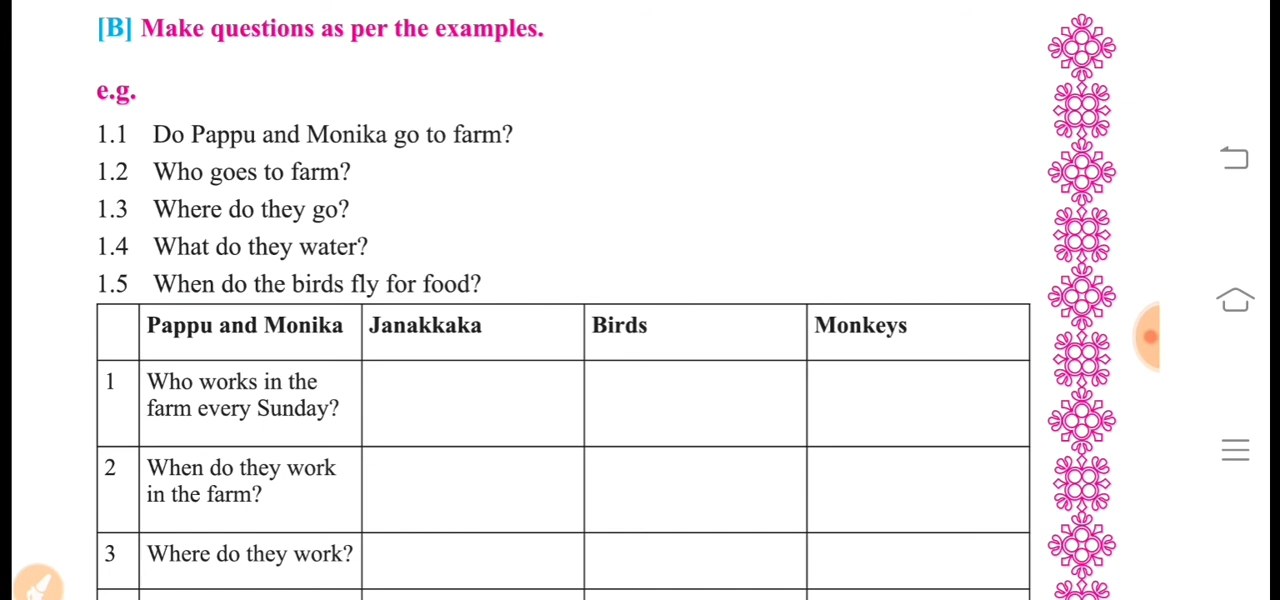 [B] Make questions as per the examples.
e.g.
1.1 Do Pappu and Monika go to farm?
1.2 Who goes to farm?
1.3 Where do they go?
1.4 What do they water?
1.5 When do the birds fly for food?
Pappu and Monika Janakkaka Birds Monkeys
1 Who works in the
farm every Sunday?
2 When do they work
in the farm?
3 Where do they work?